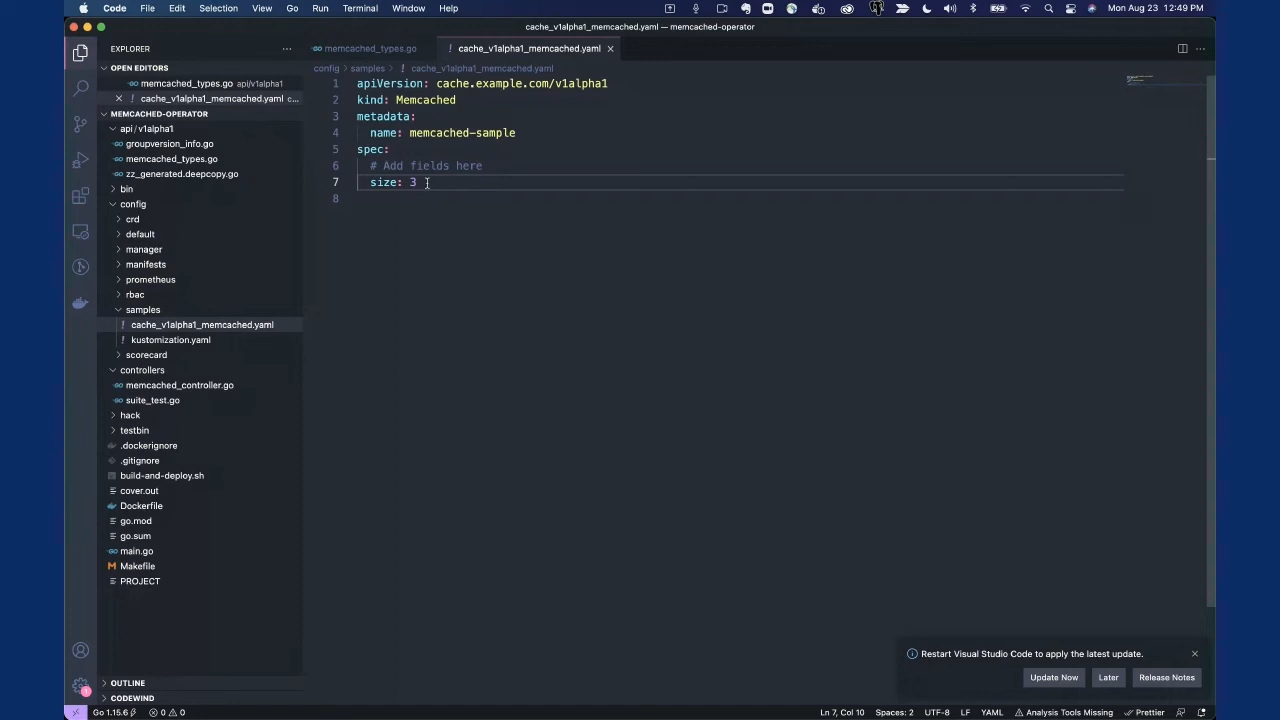 Code File Edit Selection View Go Run Terminal Window Help Mon Aug 23 12:49 PM
cache_v1alpha1_memcached.yaml — memcached-operator
EXPLORER
OPEN EDITORS
memcached_types.go api/v1alpha1
cache_v1alpha1_memcached.yaml c...
MEMCACHED-OPERATOR
api / v1alpha1
groupversion_info.go
memcached_types.go
zz_generated.deepcopy.go
bin
config
crd
default
manager
manifests
prometheus
rbac
samples
cache_v1alpha1_memcached.yaml
kustomization.yaml
scorecard
controllers
memcached_controller.go
suite_test.go
hack
testbin
.dockerignore
.gitignore
build-and-deploy.sh
cover.out
Dockerfile
go.mod
go.sum
main.go
Makefile
PROJECT
OUTLINE
CODEWIND
memcached_types.go cache_v1alpha1_memcached.yaml
config > samples > ! cache_v1alpha1_memcached.yaml
1 apiVersion: cache.example.com/v1alpha1
2 kind: Memcached
3 metadata:
4 name: memcached-sample
5 spec:
6 # Add fields here
7 size: 3
8
Restart Visual Studio Code to apply the latest update.
Update Now Later Release Notes
Go 1.15.6 0 0 Ln 7, Col 10 Spaces: 2 UTF-8 LF YAML Analysis Tools Missing Prettier